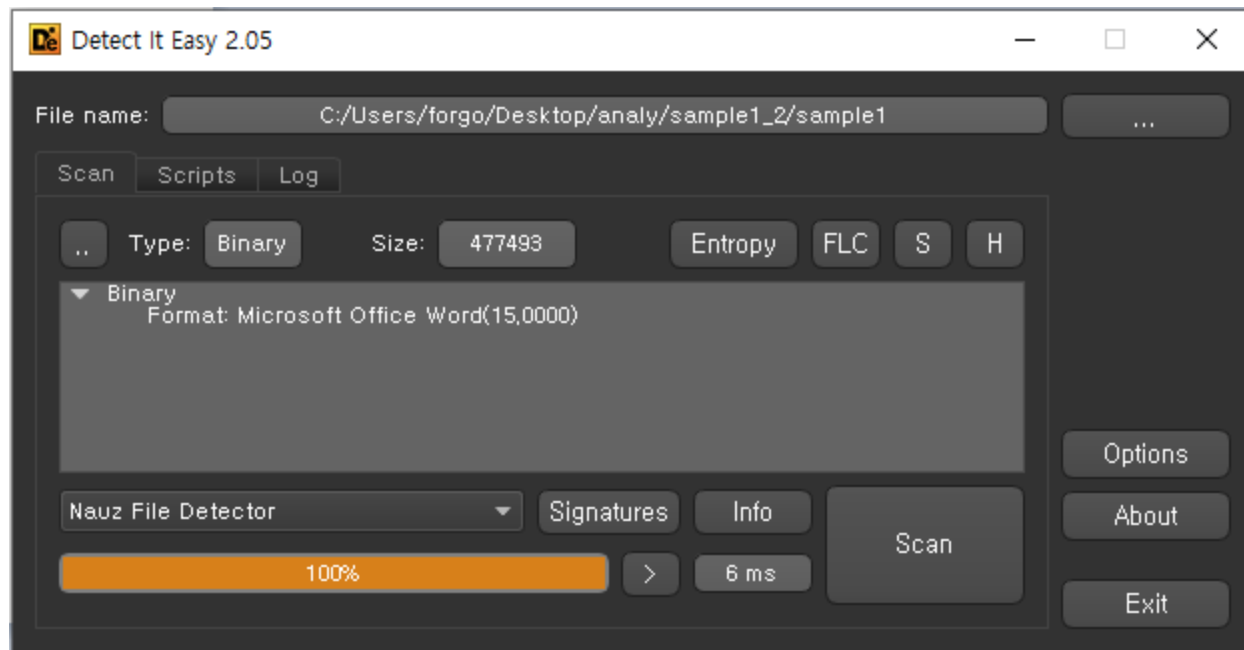 Detect It Easy 2.05
File name: C:/Users/forgo/Desktop/analy/sample1_2/sample1 ...
Scan Scripts Log
.. Type: Binary Size: 477493 Entropy FLC S H
Binary
Format: Microsoft Office Word(15,0000)
Options
Nauz File Detector Signatures Info Scan About
100% > 6 ms
Exit